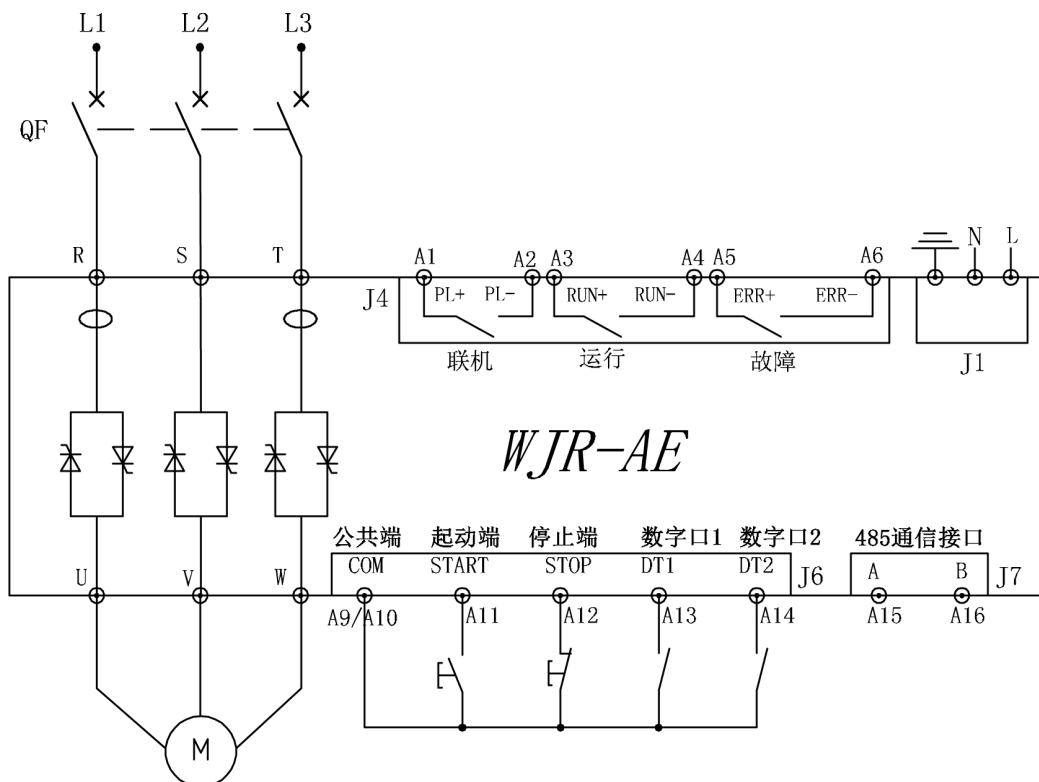 L1 L2 L3
QF
R S T A1 A2 A3 A4 A5 A6 N L
J4 PL+ PL- RUN+ RUN- ERR+ ERR-
联机 运行 故障 J1
WJR-AE
公共端 起动端 停止端 数字口1 数字口2 485通信接口
U V W COM START STOP DT1 DT2 J6 A B J7
A9/A10 A11 A12 A13 A14 A15 A16
M